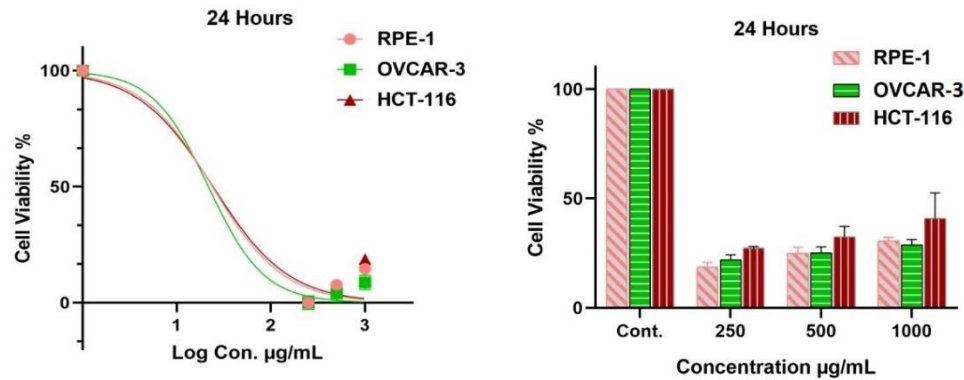 24 Hours
RPE-1
OVCAR-3
HCT-116
100
50
0
1
2
3
Cell Viability %
Log Con. µg/mL
24 Hours
RPE-1
OVCAR-3
HCT-116
100
50
0
Cont.
250
500
1000
Cell Viability %
Concentration µg/mL